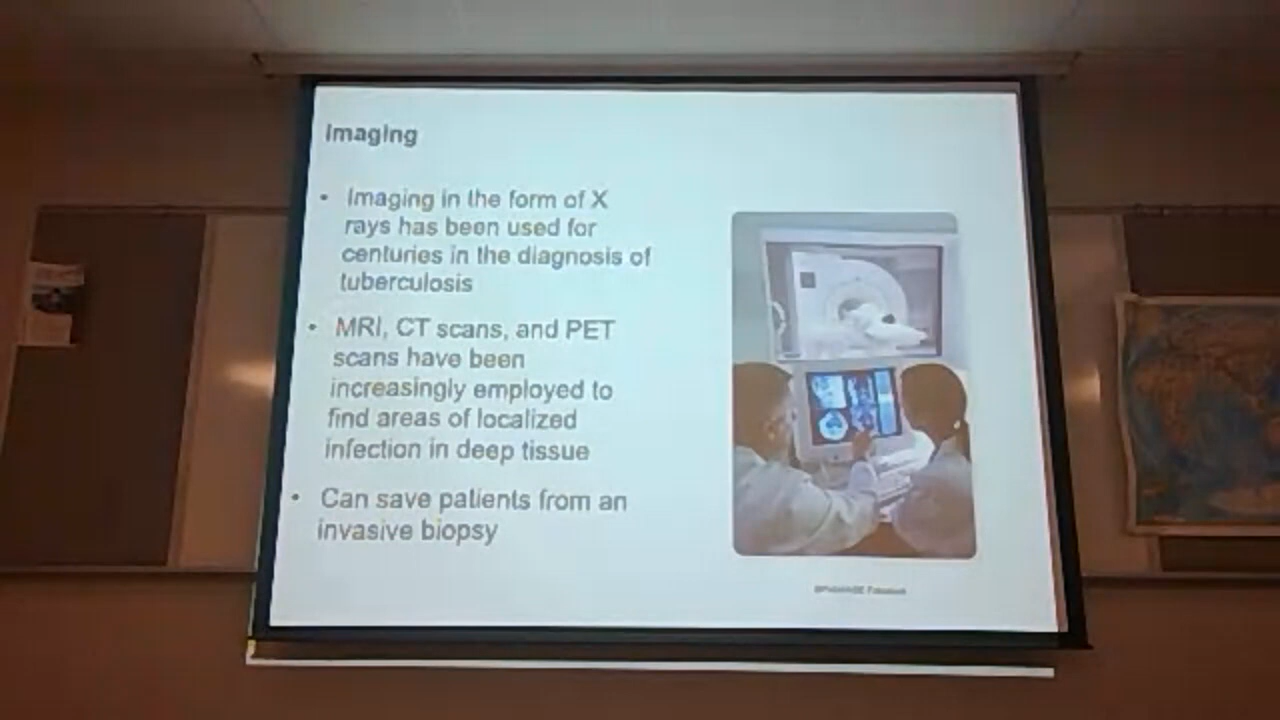 Imaging
• Imaging in the form of X
rays has been used for
centuries in the diagnosis of
tuberculosis
• MRI, CT scans, and PET
scans have been
increasingly employed to
find areas of localized
infection in deep tissue
• Can save patients from an
invasive biopsy